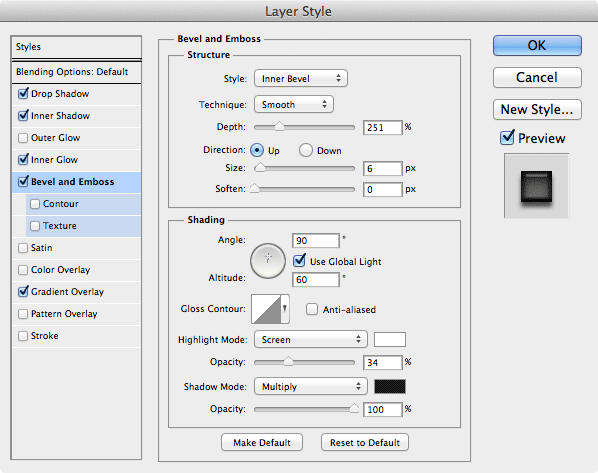 Layer Style
Styles
Blending Options: Default
Drop Shadow
Inner Shadow
Outer Glow
Inner Glow
Bevel and Emboss
Contour
Texture
Satin
Color Overlay
Gradient Overlay
Pattern Overlay
Stroke
Bevel and Emboss
Structure
Style: Inner Bevel
Technique: Smooth
Depth: 251 %
Direction: Up Down
Size: 6 px
Soften: 0 px
Shading
Angle: 90 °
Use Global Light
Altitude: 60 °
Gloss Contour: Anti-aliased
Highlight Mode: Screen
Opacity: 34 %
Shadow Mode: Multiply
Opacity: 100 %
Make Default Reset to Default
OK
Cancel
New Style...
Preview